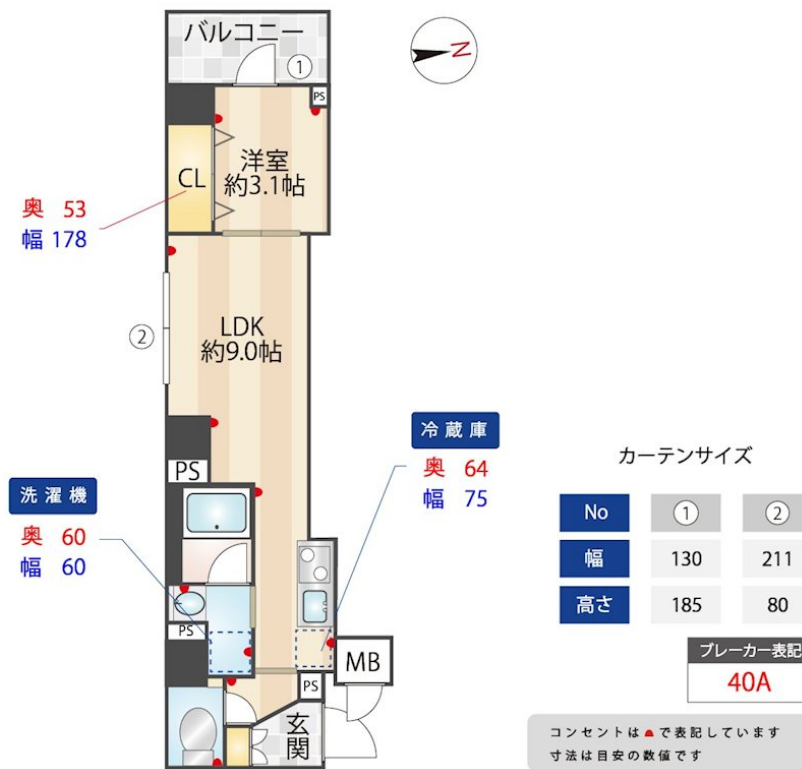 バルコニー
①
N
PS
洋室
約3.1帖
CL
奥 53
幅 178
②
LDK
約9.0帖
冷蔵庫
奥 64
幅 75
PS
洗濯機
奥 60
幅 60
PS
MB
PS
玄関
カーテンサイズ
No ① ②
幅 130 211
高さ 185 80
ブレーカー表記
40A
コンセントは で表記しています
寸法は目安の数値です